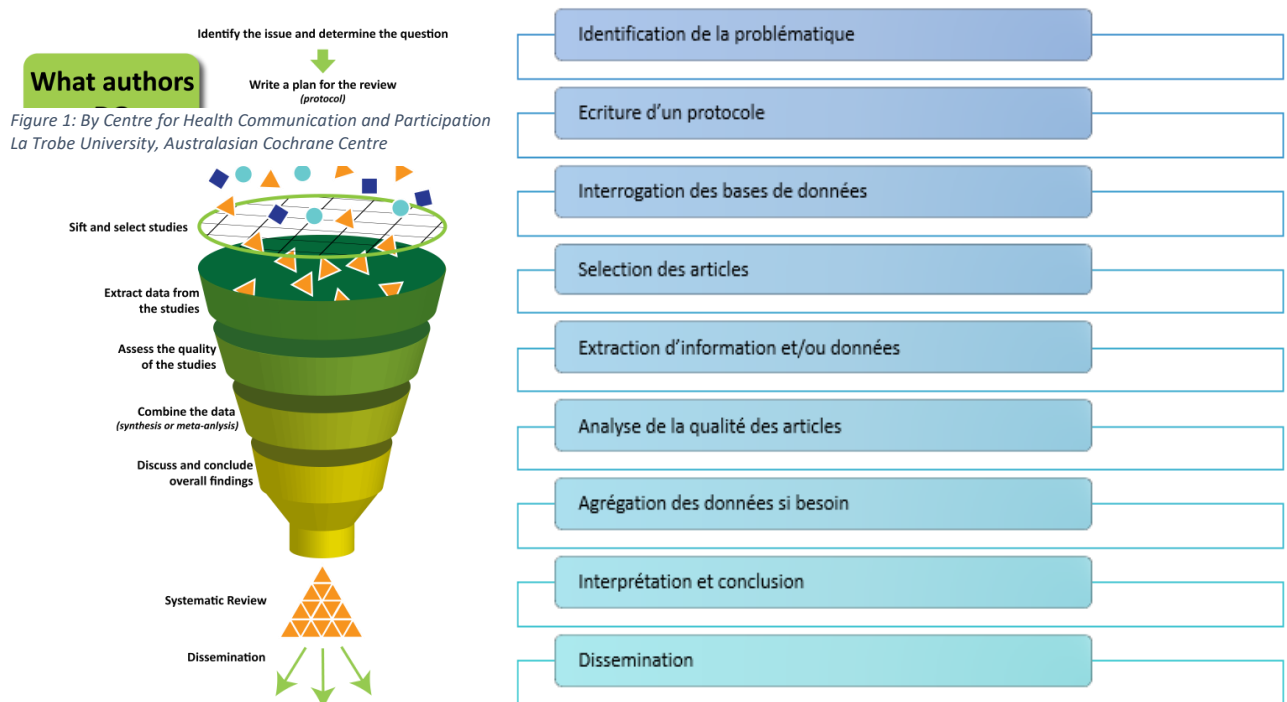 Identify the issue and determine the question
What authors
Write a plan for the review
(protocol)
Figure 1: By Centre for Health Communication and Participation
La Trobe University, Australasian Cochrane Centre
Sift and select studies
Extract data from
the studies
Assess the quality
of the studies
Combine the data
(synthesis or meta-anlysis)
Discuss and conclude
overall findings
Systematic Review
Dissemination
Identification de la problématique
Ecriture d'un protocole
Interrogation des bases de données
Selection des articles
Extraction d'information et/ou données
Analyse de la qualité des articles
Agrégation des données si besoin
Interprétation et conclusion
Dissemination